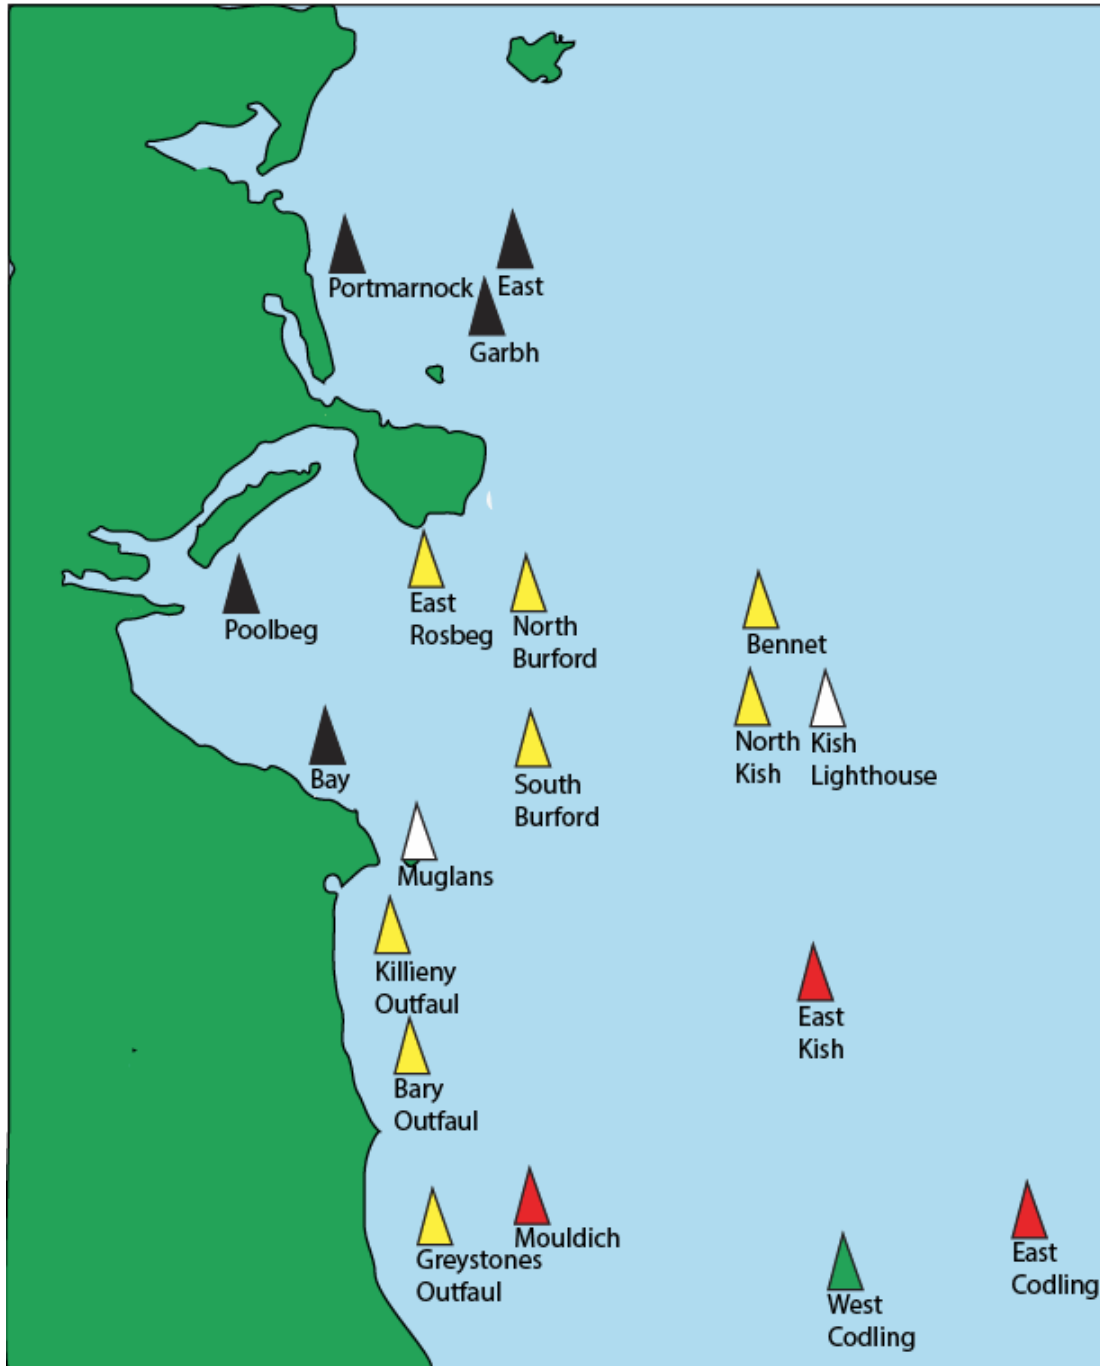 Portmarnock
East
Garbh
Poolbeg
East
Rosbeg
North
Burford
Bennet
North
Kish
Kish
Lighthouse
Bay
South
Burford
Muglans
Killieny
Outfaul
East
Kish
Bary
Outfaul
Mouldich
Greystones
Outfaul
East
Codling
West
Codling